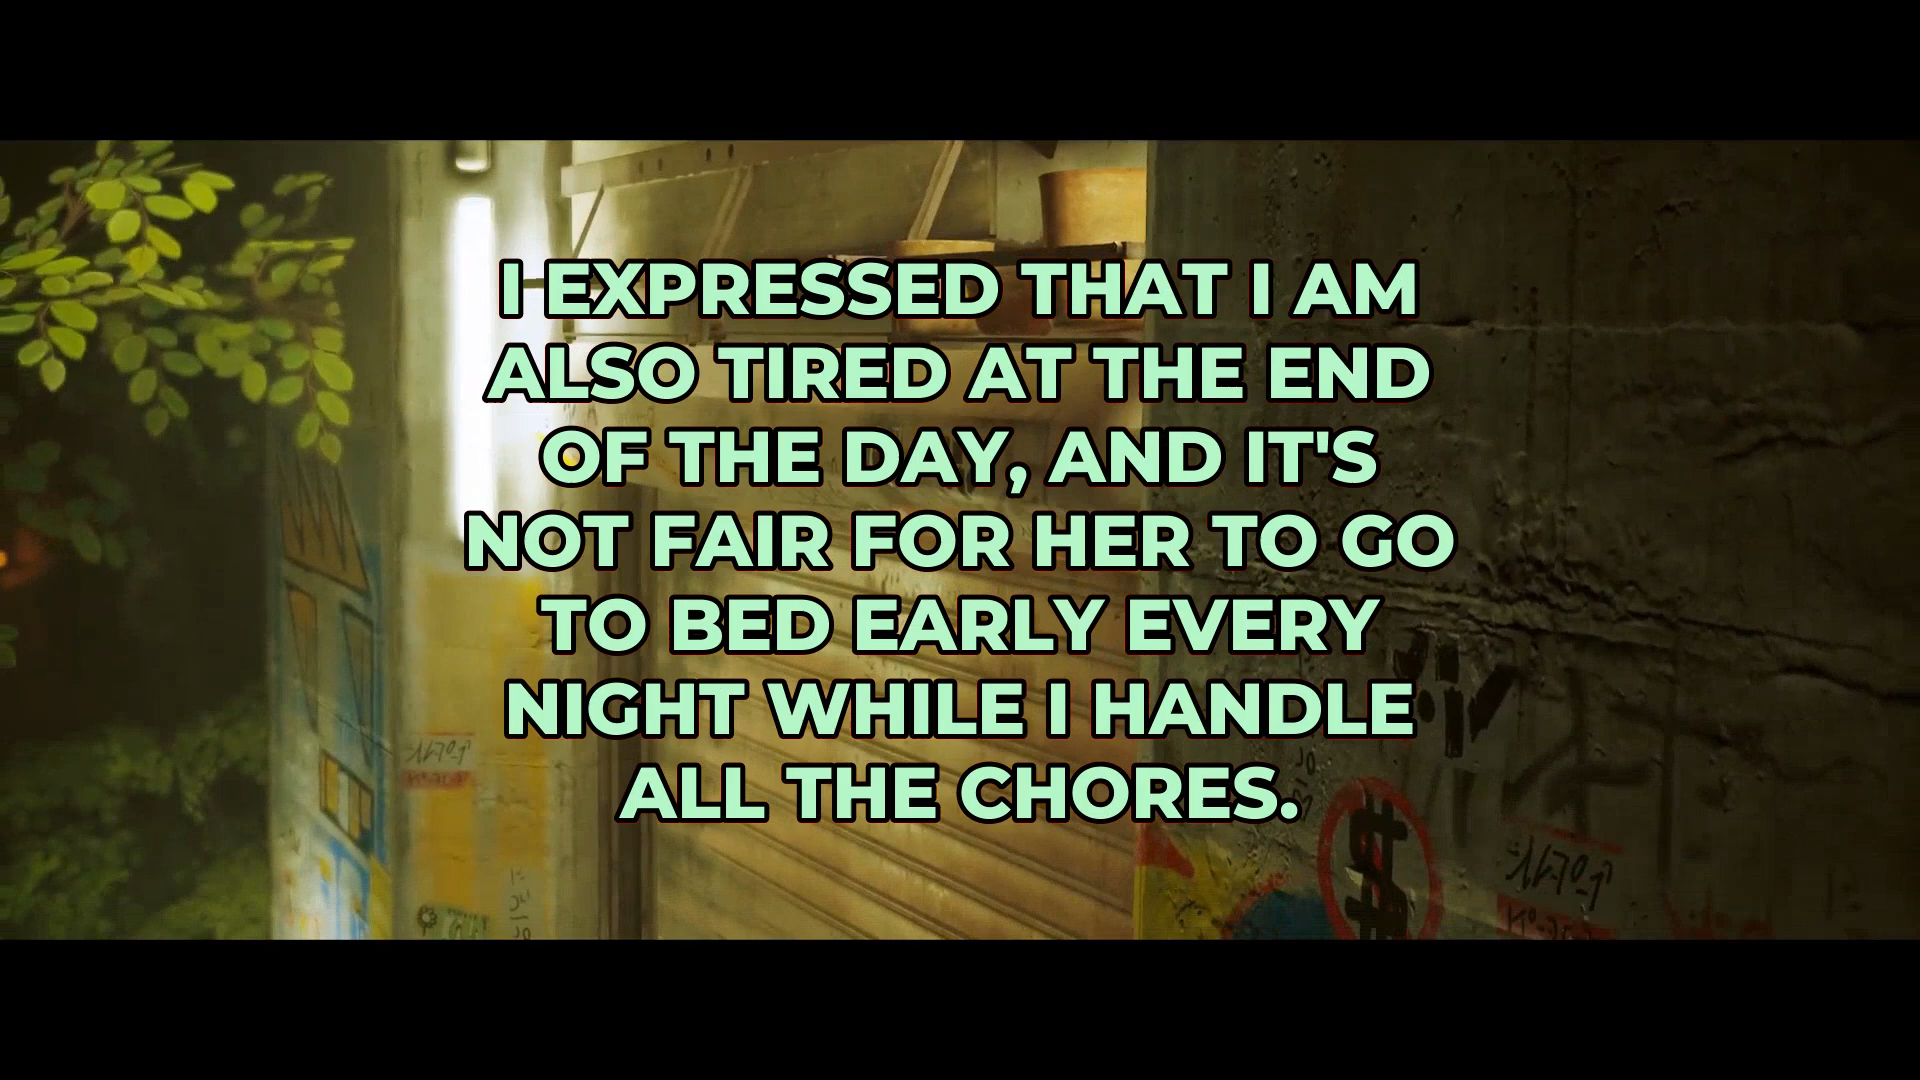 I EXPRESSED THAT I AM
ALSO TIRED AT THE END
OF THE DAY, AND IT'S
NOT FAIR FOR HER TO GO
TO BED EARLY EVERY
NIGHT WHILE I HANDLE
ALL THE CHORES.